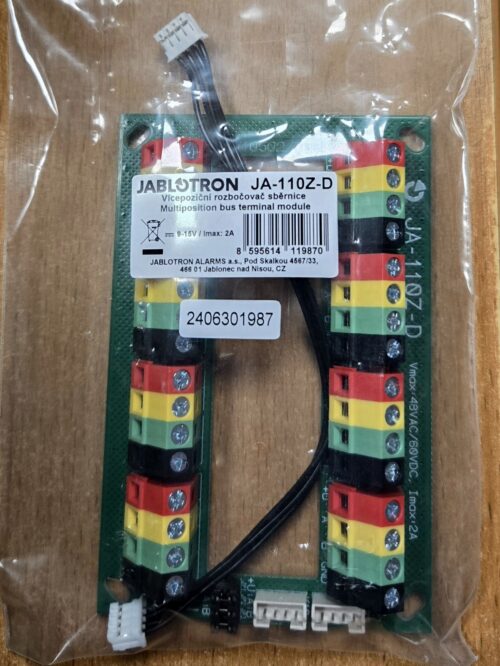 JABLOTRON JA-110Z-D
Vícepoziční rozbočovač sběrnice
Multiposition bus terminal module
9-15V / Imax: 2A
8 595614 119870
JABLOTRON ALARMS a.s., Pod Skalkou 4567/33,
466 01 Jablonec nad Nisou, CZ
2406301987
JA-110Z-D
Vmax:48VAC/60VDC, Imax:2A
+U A B GND